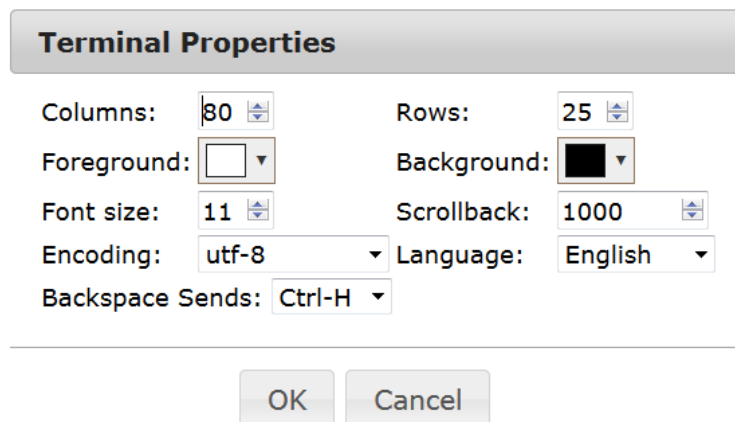 Terminal Properties
Columns: 80 Rows: 25
Foreground: Background:
Font size: 11 Scrollback: 1000
Encoding: utf-8 Language: English
Backspace Sends: Ctrl-H
OK Cancel